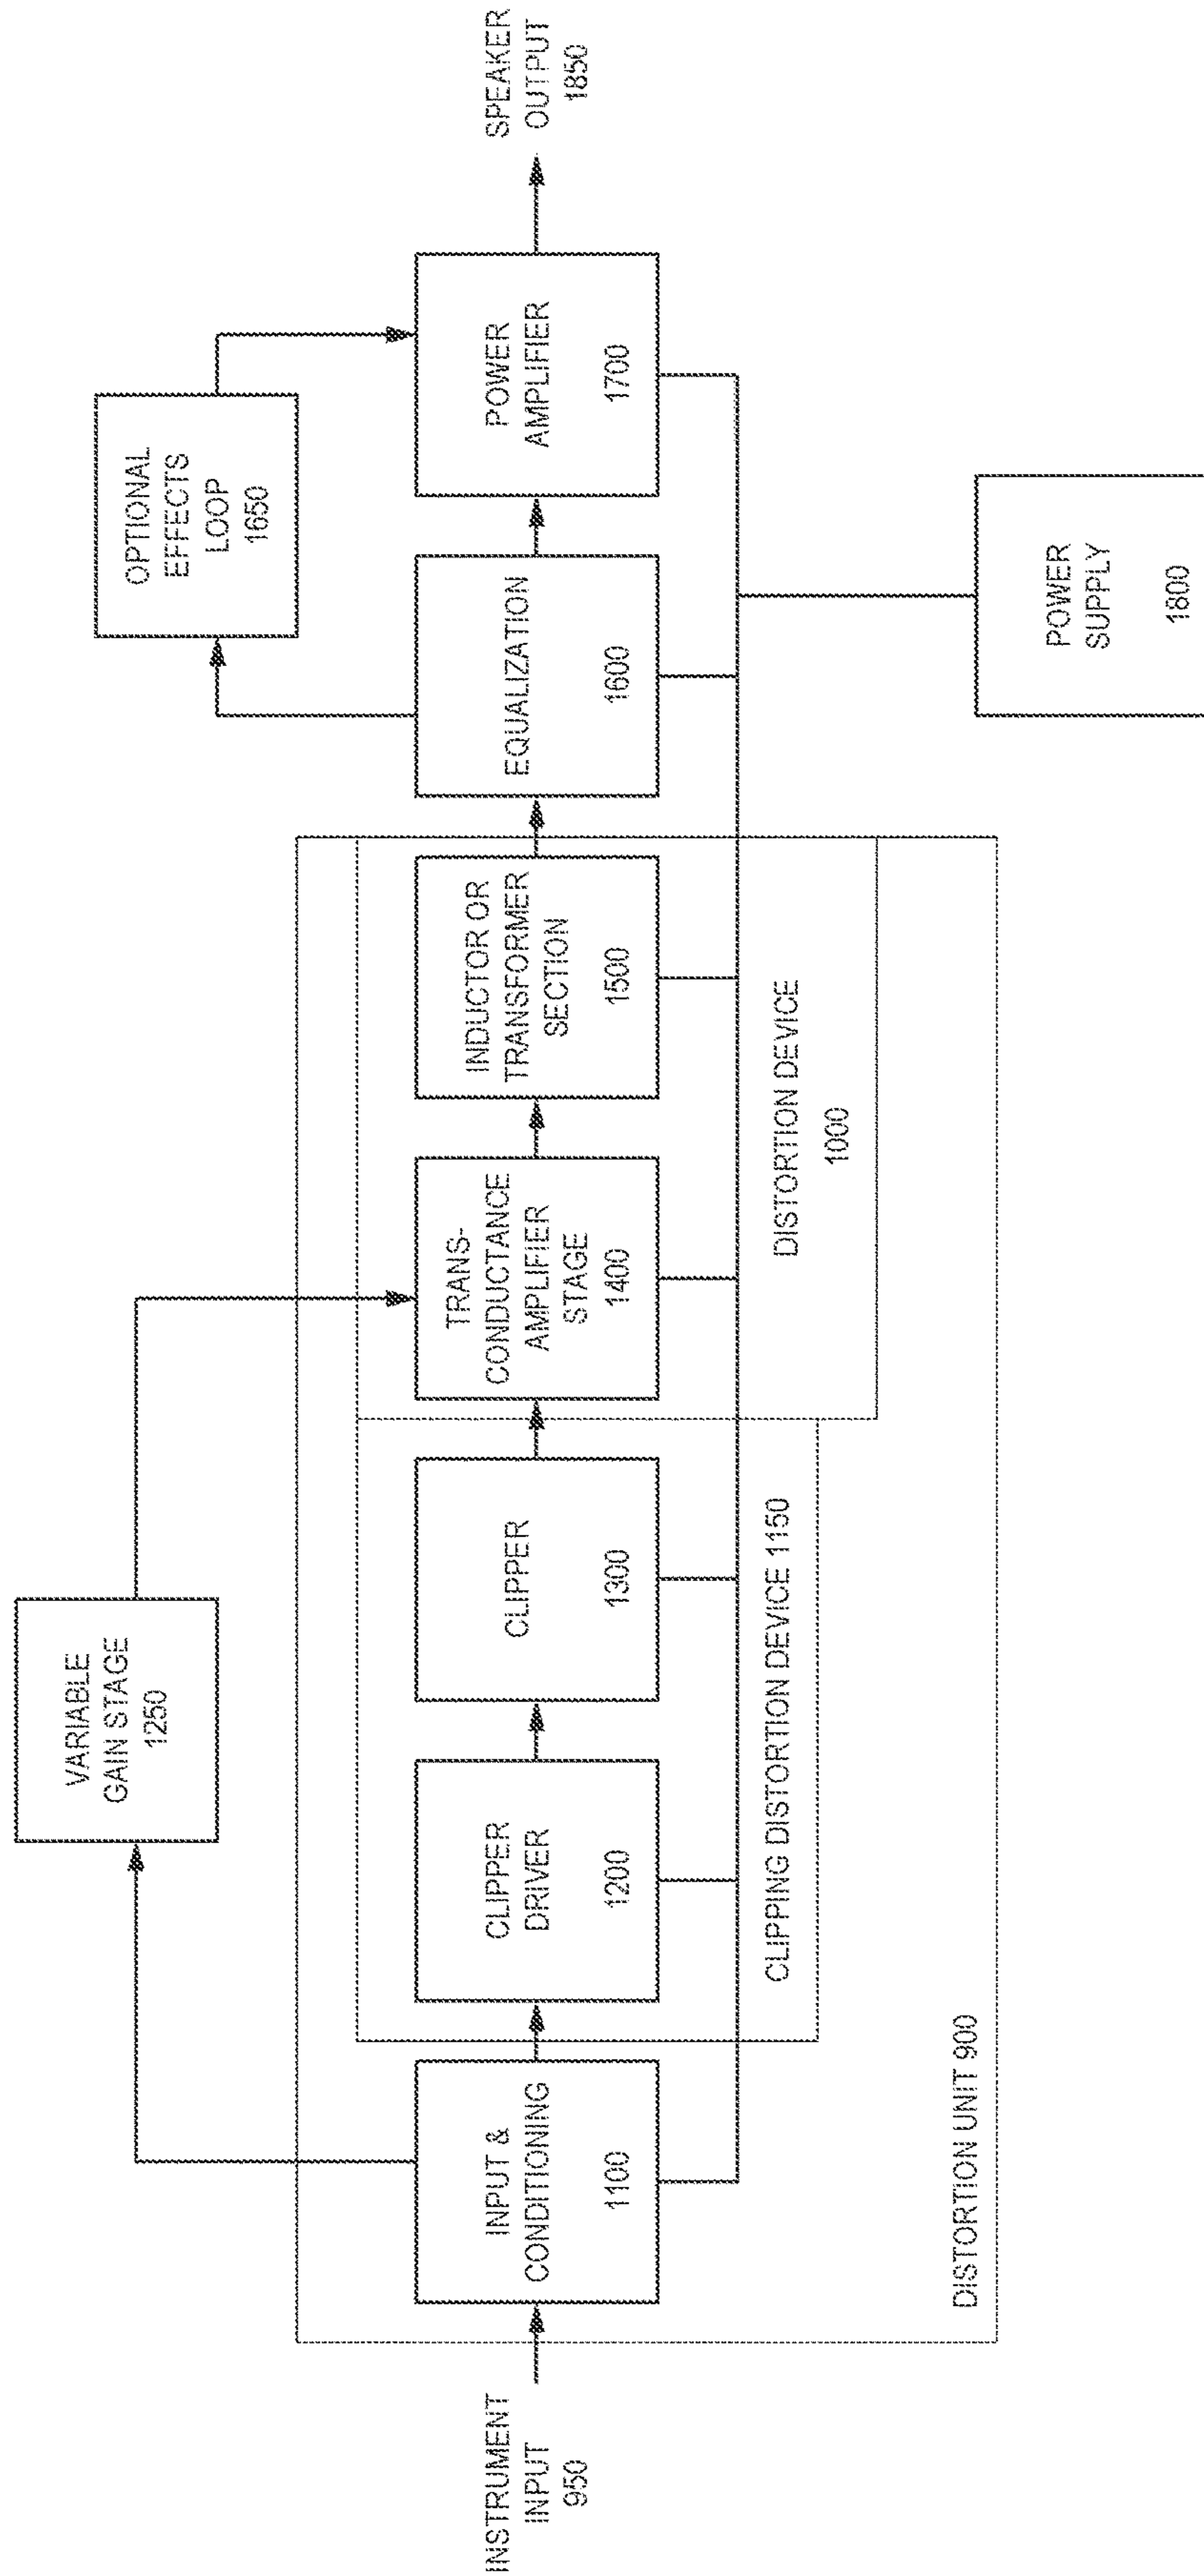 VARIABLE
GAIN STAGE
1250
OPTIONAL
EFFECTS
LOOP
1650
INSTRUMENT
INPUT
950
INPUT &
CONDITIONING
1100
CLIPPER
DRIVER
1200
CLIPPER
1300
TRANS-
CONDUCTANCE
AMPLIFIER
STAGE
1400
INDUCTOR OR
TRANSFORMER
SECTION
1500
EQUALIZATION
1600
POWER
AMPLIFIER
1700
SPEAKER
OUTPUT
1850
CLIPPING DISTORTION DEVICE 1150
DISTORTION DEVICE
1000
DISTORTION UNIT 900
POWER
SUPPLY
1800